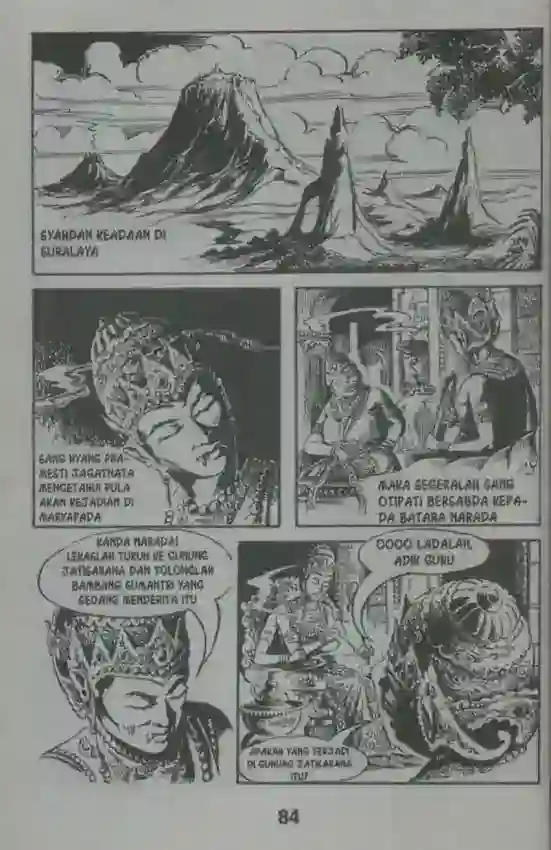 SYAHDAN KEADAAN DI
SURALAYA
SANG HYANG PRA-
MESTI JAGATNATA
MENGETAHUI PULA
AKAN KEJADIAN DI
MARYAPADA
MAKA SEGERALAH SANG
OTIPATI BERSABDA KEPA-
DA BATARA NARADA
KANDA NARADA!
LEKASLAH TURUN KE GUNUNG
JATISARANA DAN TOLONGLAH
BAMBANG SUMANTRI YANG
SEDANG MENDERITA ITU
OOOO LADALAH,
ADIK GURU
APAKAH YANG TERJADI
DI GUNUNG JATISARANA
ITU?
84